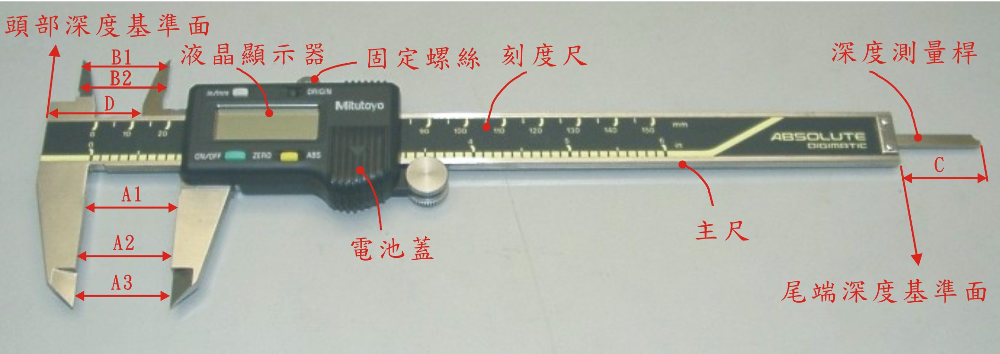 頭部深度基準面
液晶顯示器
固定螺絲
刻度尺
深度測量桿
B1
B2
D
in/mm
ORIGIN
Mitutoyo
0 10 20
90 100 110 120 130 140 150 mm
0
4 5 6 in
ABSOLUTE
DIGIMATIC
ON/OFF ZERO ABS
C
A1
A2
A3
電池蓋
主尺
尾端深度基準面